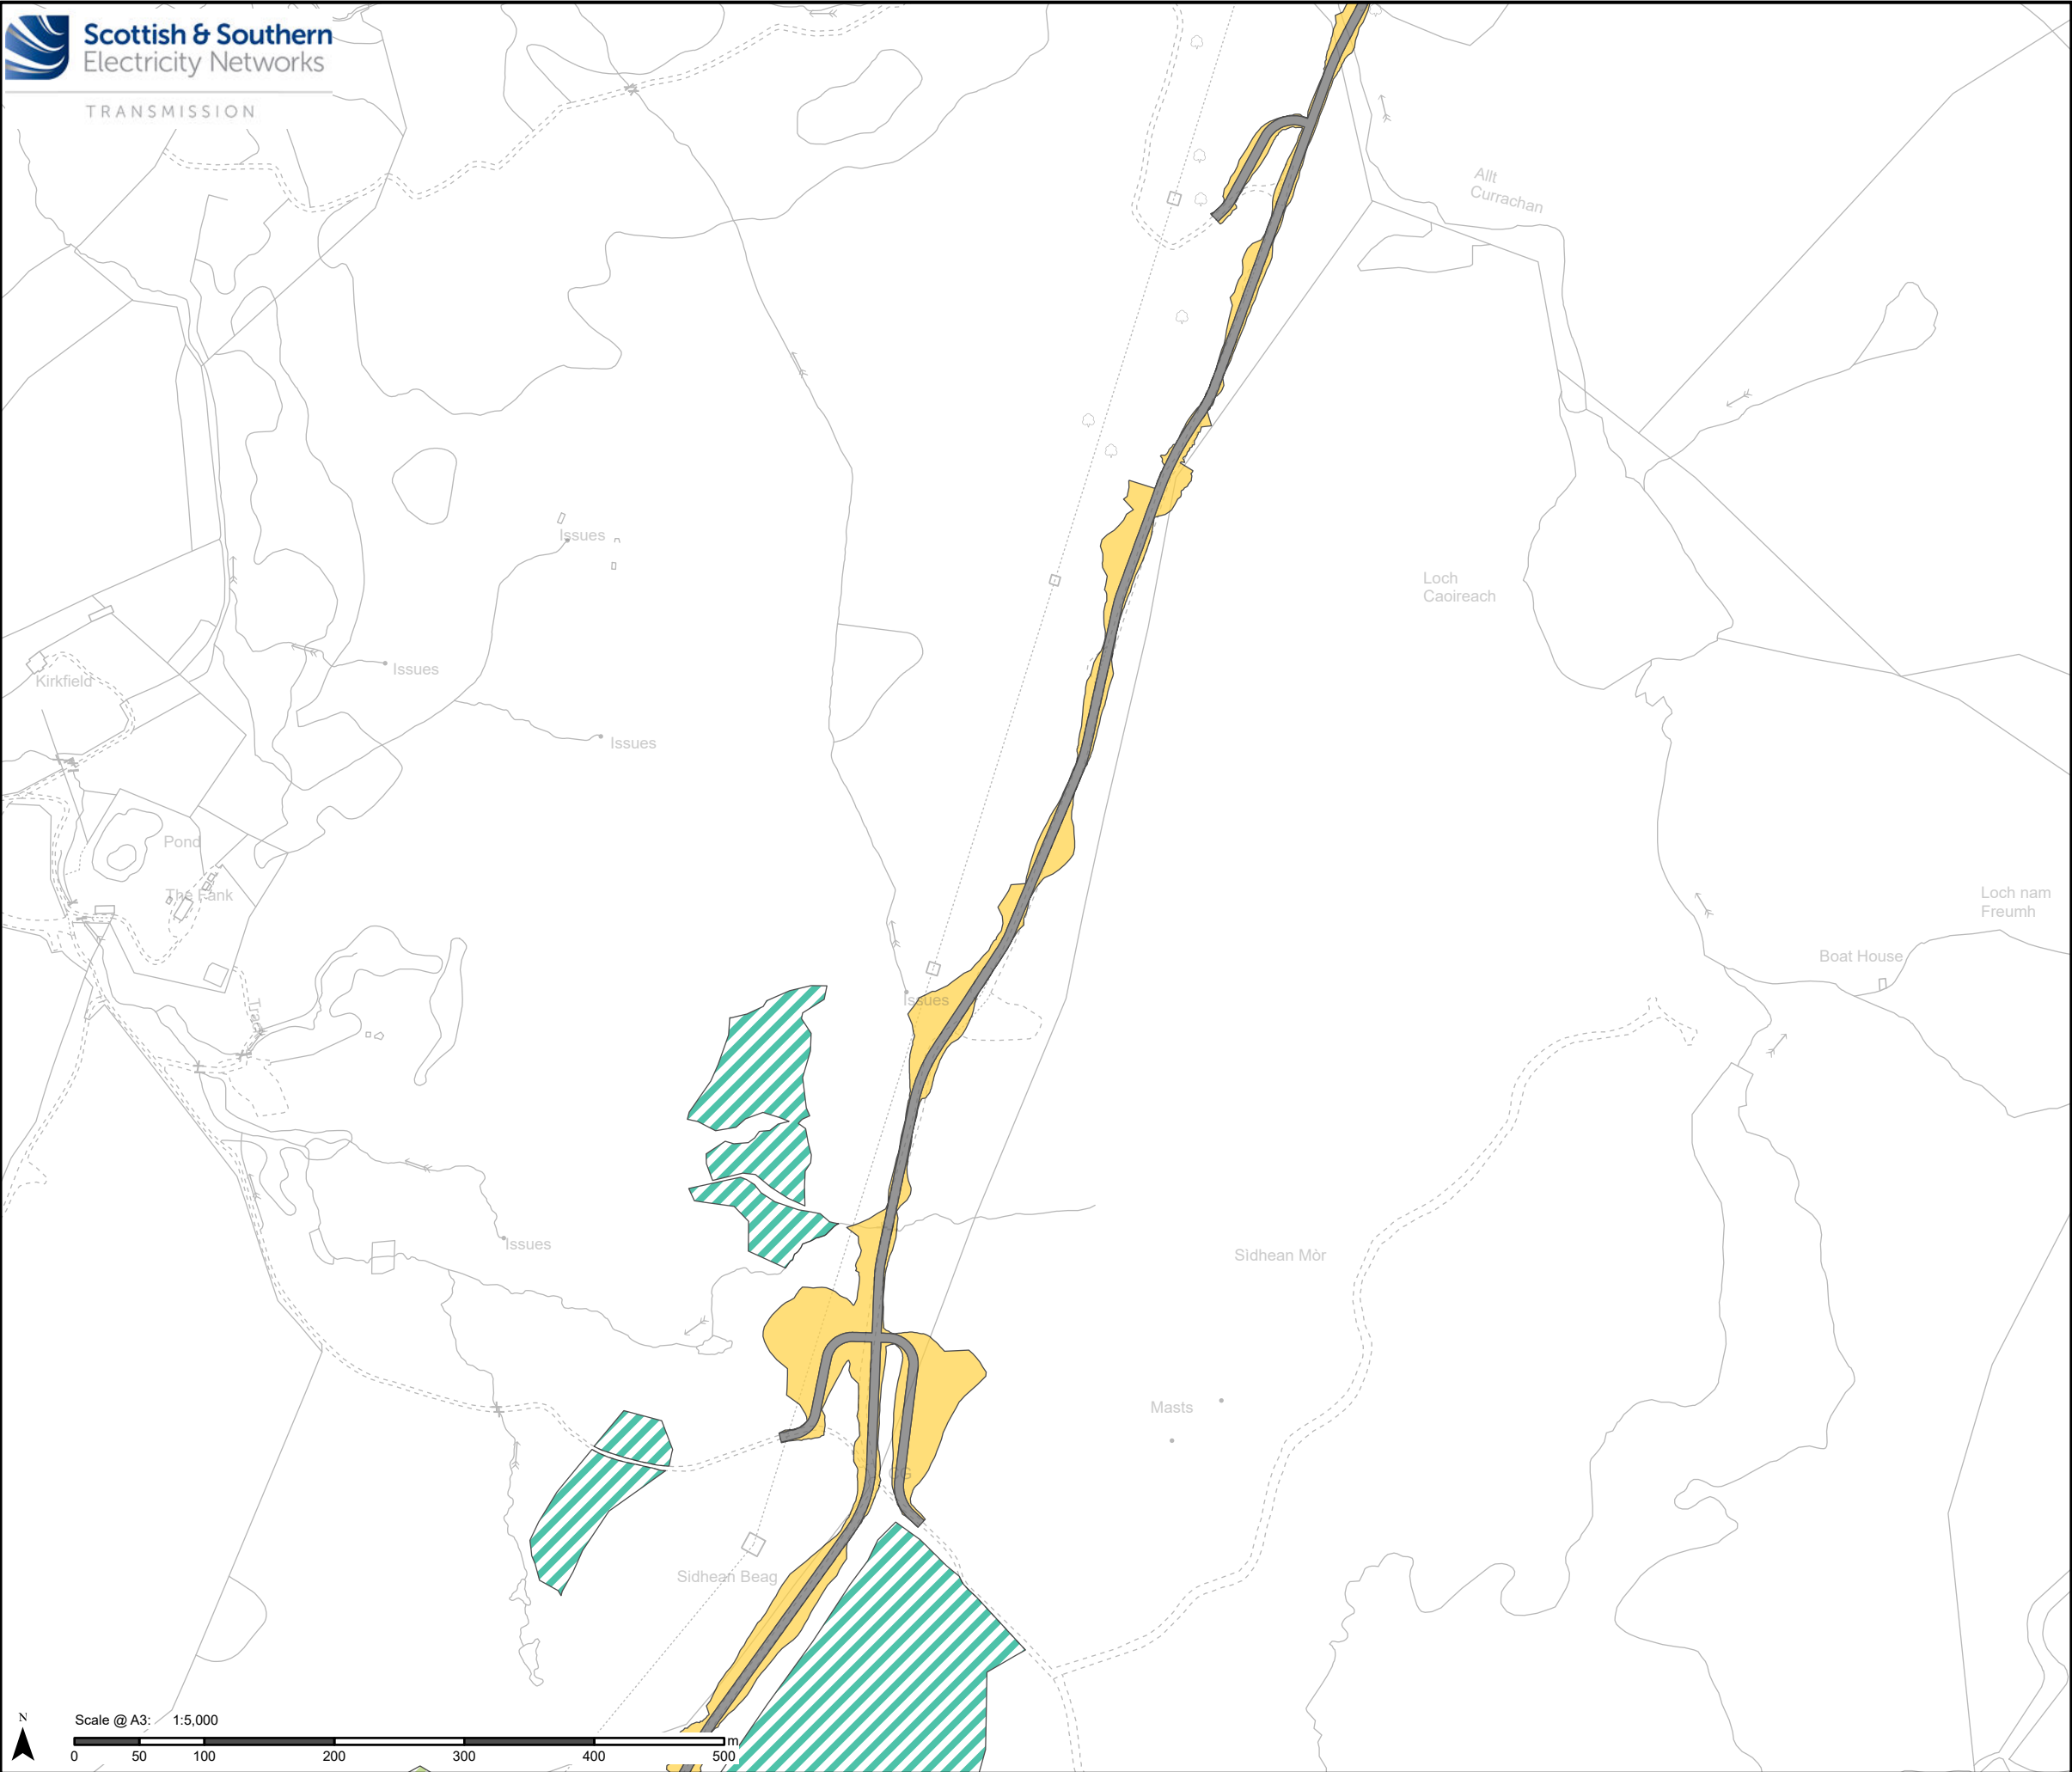 Scottish & Southern
Electricity Networks
TRANSMISSION
Allt
Currachan
Issues
Loch
Caoireach
Issues
Kirkfield
Issues
Pond
The Fank
Loch nam
Freumh
Boat House
Issues
Track
Issues
Sìdhean Mòr
Masts
CG
Sidhean Beag
N
Scale @ A3: 1:5,000
0 50 100 200 300 400 500 m